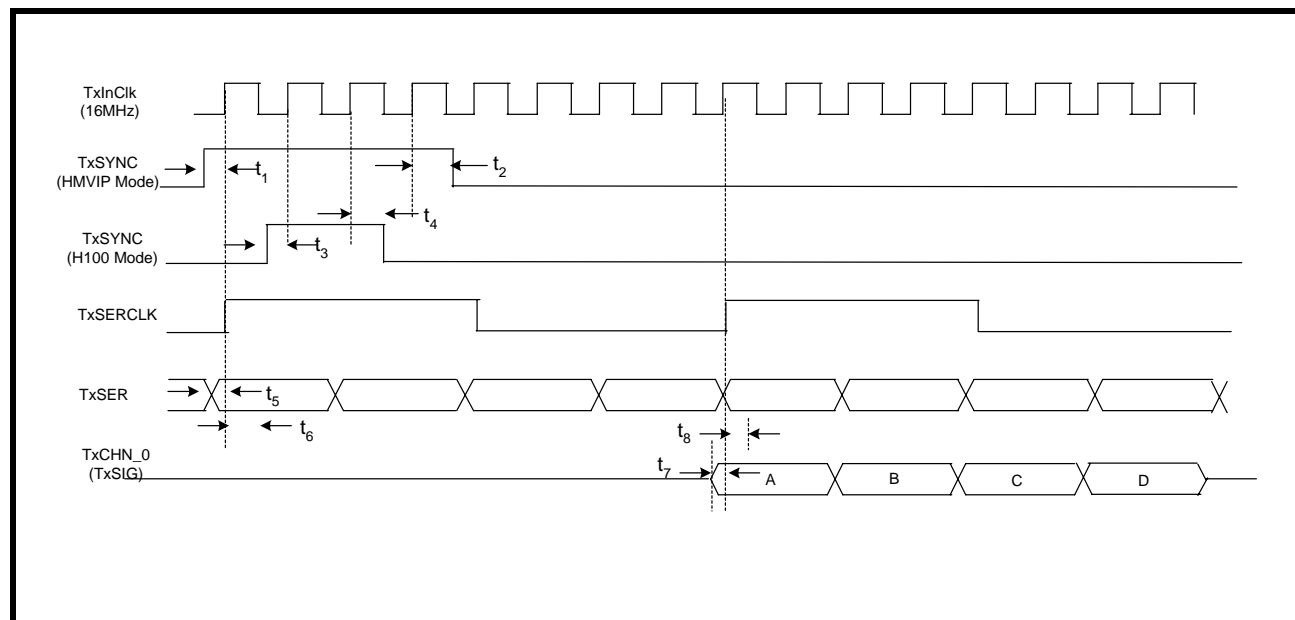 TxInClk
(16MHz)
TxSYNC
(HMVIP Mode)
t1
t2
t4
TxSYNC
(H100 Mode)
t3
TxSERCLK
TxSER
t5
t6
t8
TxCHN_0
(TxSIG)
t7
A
B
C
D